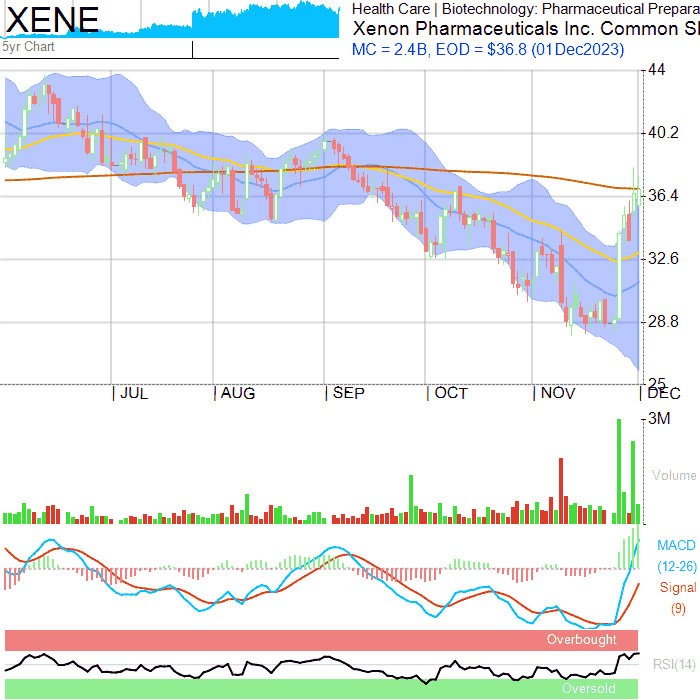 XENE
Health Care | Biotechnology: Pharmaceutical Prepara
Xenon Pharmaceuticals Inc. Common
5yr Chart
MC = 2.4B, EOD = $36.8 (01Dec2023)
44
40.2
36.4
32.6
28.8
25
JUL AUG SEP OCT NOV DEC
3M
Volume
MACD
(12-26)
Signal
(9)
Overbought
RSI(14)
Oversold